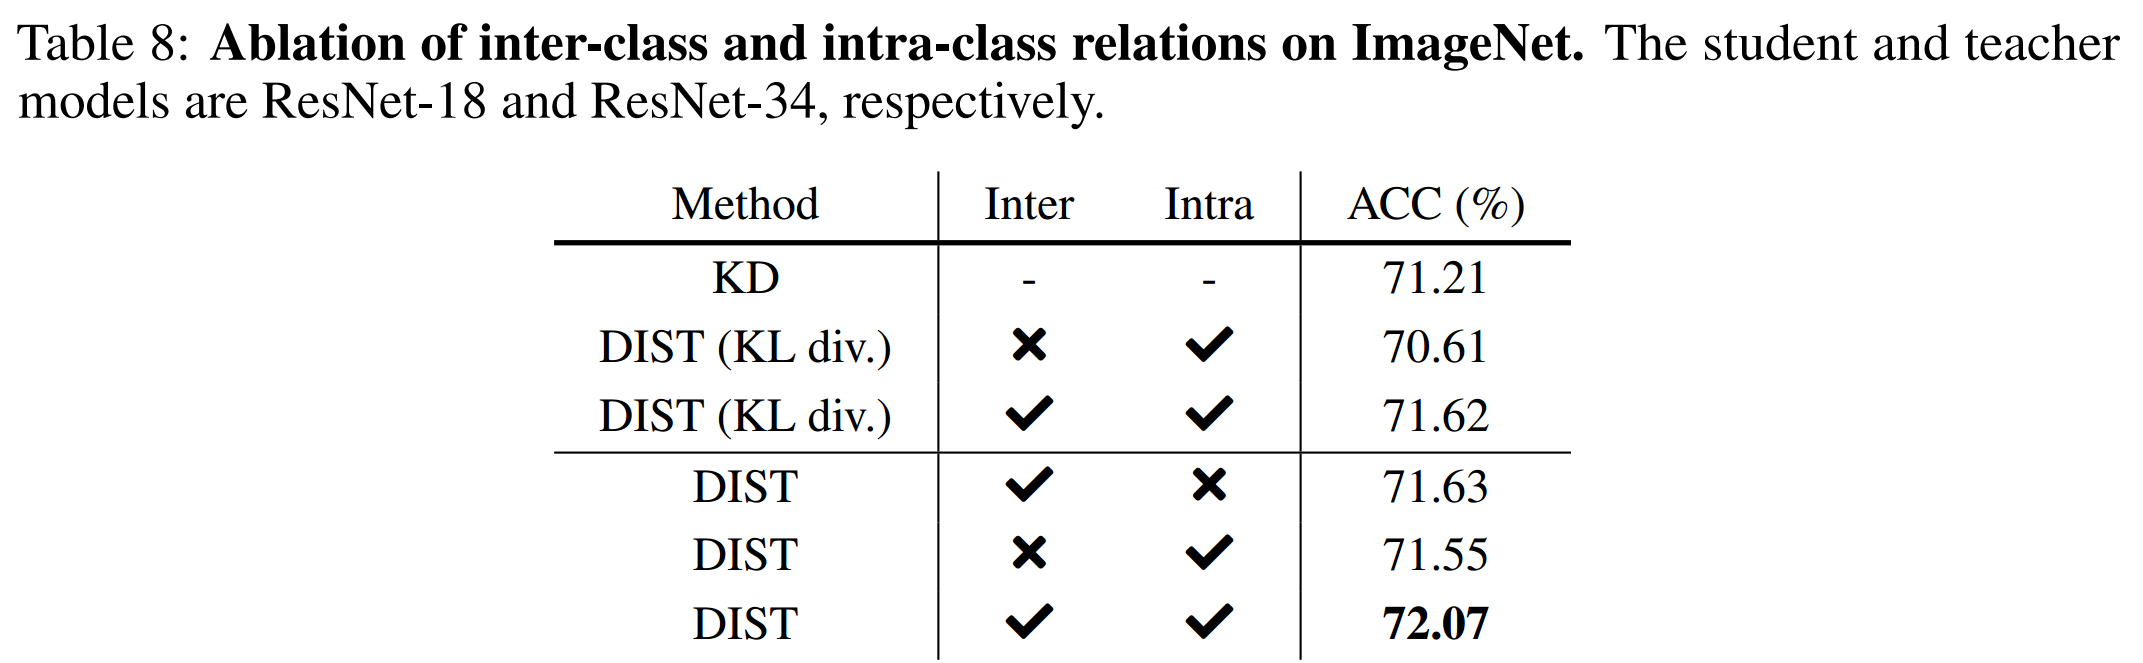 Table 8: Ablation of inter-class and intra-class relations on ImageNet. The student and teacher
models are ResNet-18 and ResNet-34, respectively.
Method Inter Intra ACC (%)
KD - - 71.21
DIST (KL div.) ✖ ✔ 70.61
DIST (KL div.) ✔ ✔ 71.62
DIST ✔ ✖ 71.63
DIST ✖ ✔ 71.55
DIST ✔ ✔ 72.07